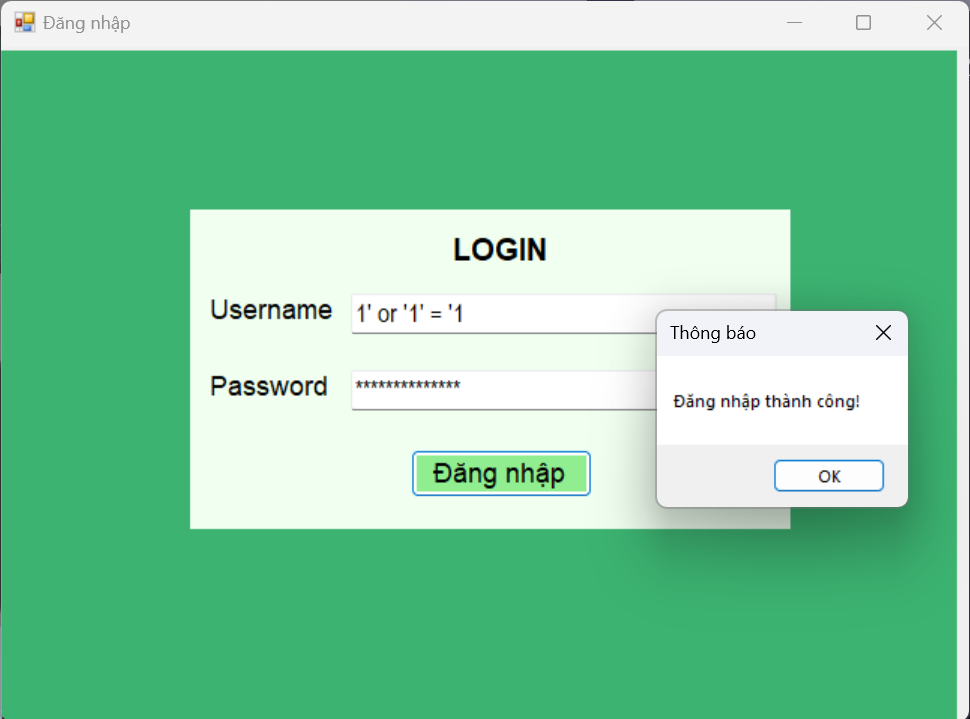 Đăng nhập
LOGIN
Username 1' or '1' = '1
Password **************
Đăng nhập
Thông báo
Đăng nhập thành công!
OK